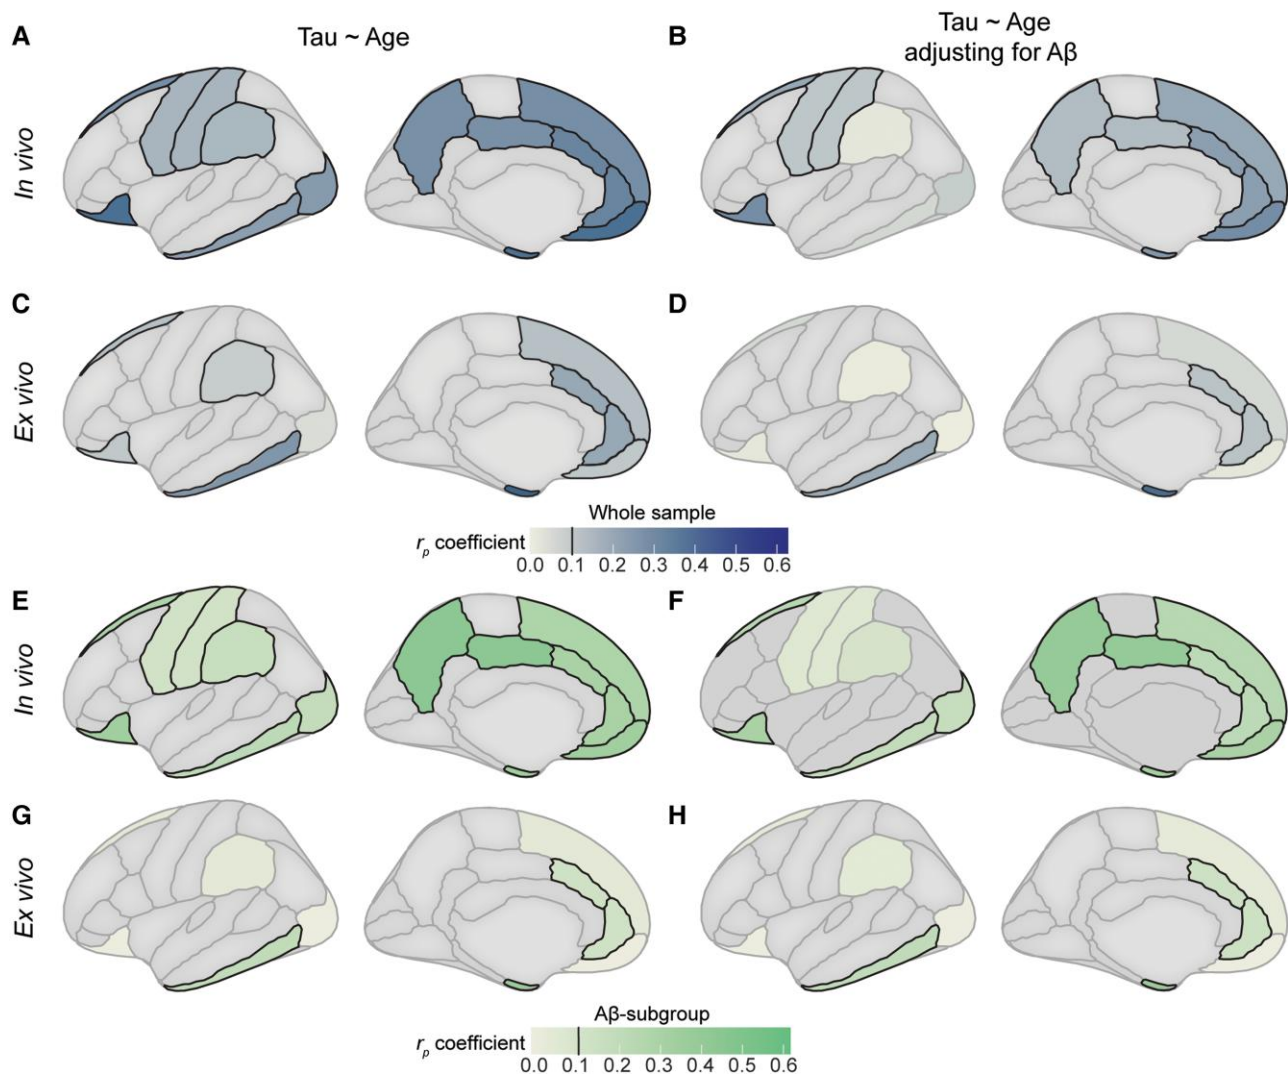 A
Tau ~ Age
B
Tau ~ Age
adjusting for Aβ
In vivo
C
D
Ex vivo
Whole sample
rp coefficient
0.0 0.1 0.2 0.3 0.4 0.5 0.6
E
F
In vivo
G
H
Ex vivo
Aβ-subgroup
rp coefficient
0.0 0.1 0.2 0.3 0.4 0.5 0.6